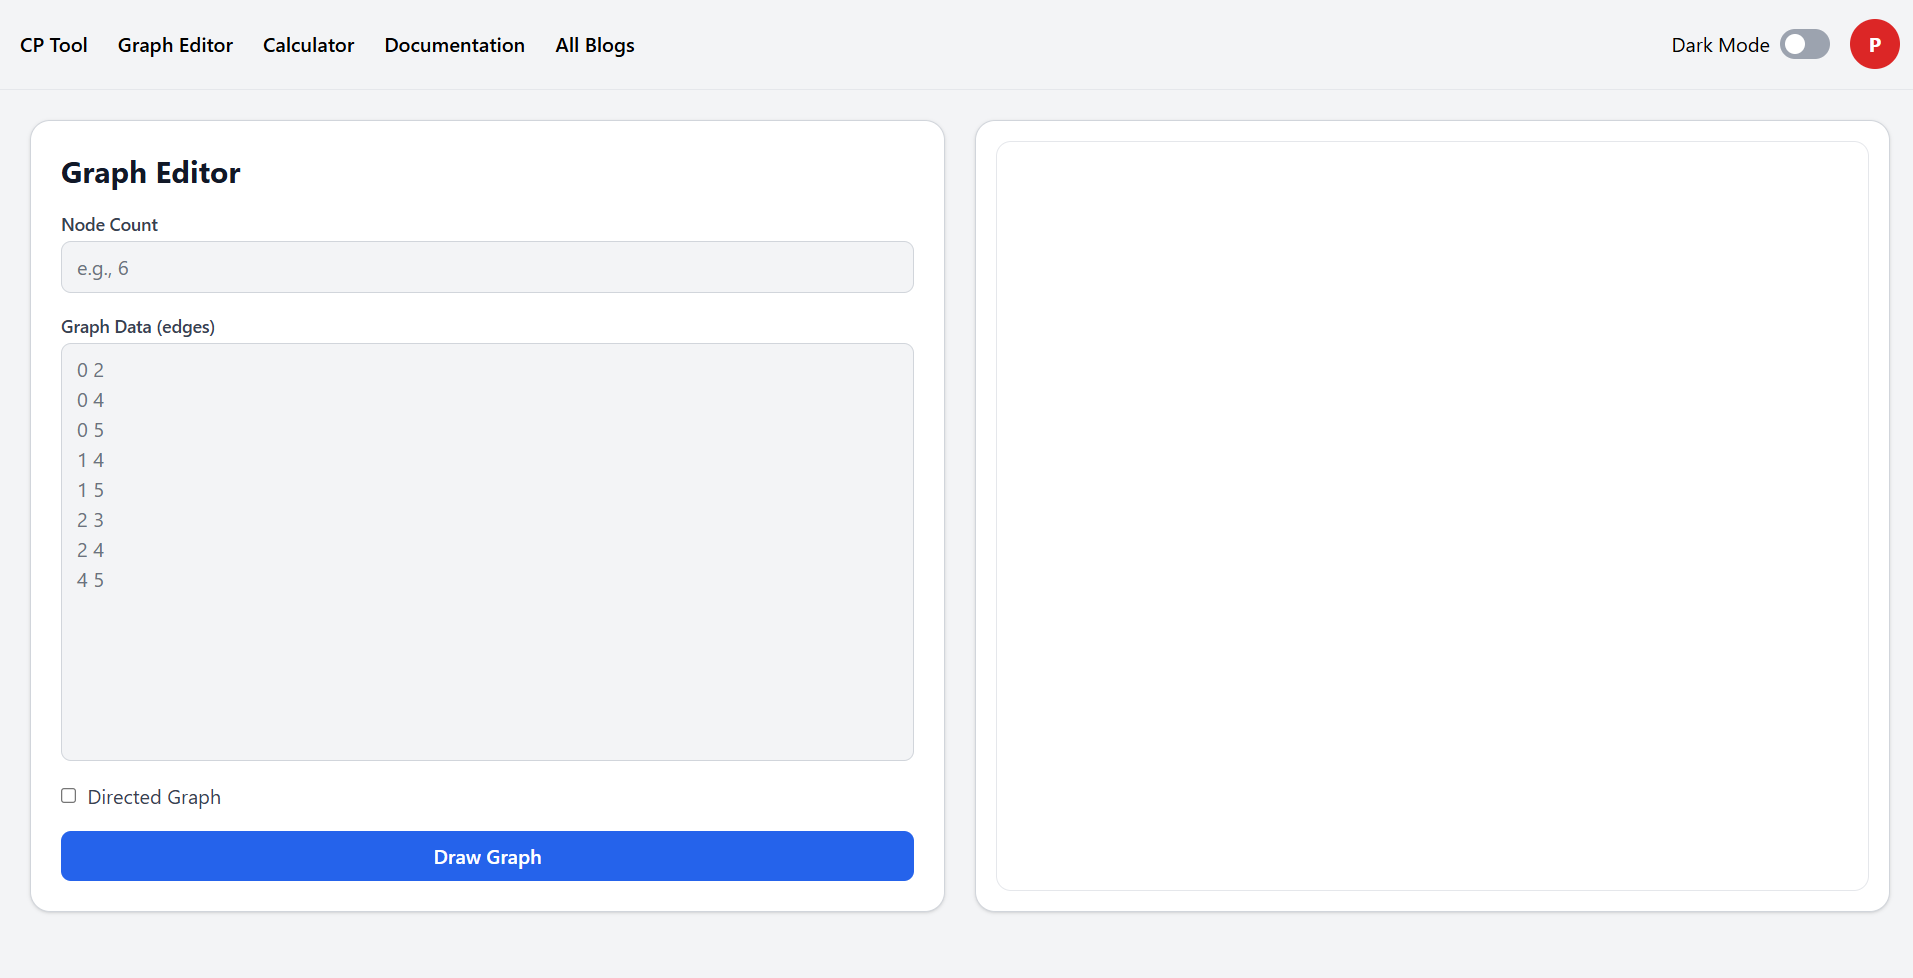 CP Tool Graph Editor Calculator Documentation All Blogs Dark Mode P
Graph Editor
Node Count
e.g., 6
Graph Data (edges)
0 2
0 4
0 5
1 4
1 5
2 3
2 4
4 5
Directed Graph
Draw Graph